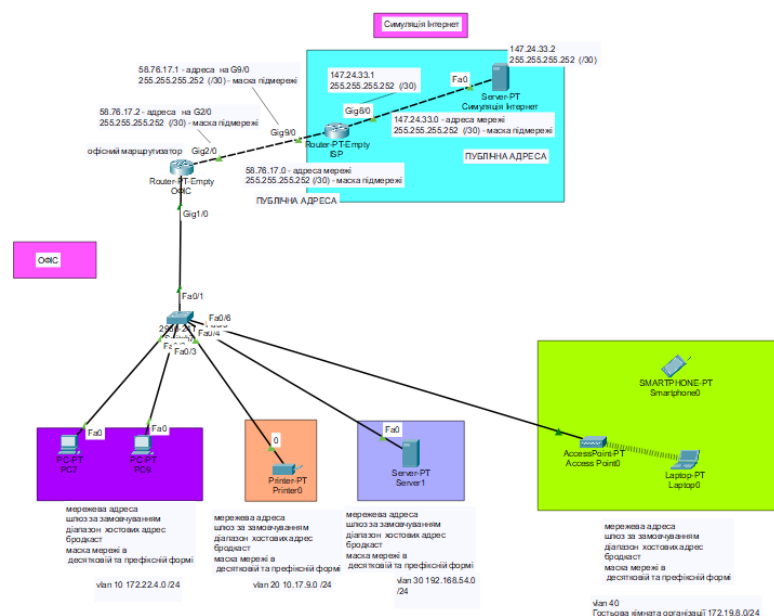 Симуляція Інтернет
147.24.33.2
255.255.255.252 (/30)
58.76.17.1 - адреса на G9/0
255.255.255.252 (/30) - маска підмережі
147.24.33.1
255.255.255.252 (/30)
Fa0
Server-PT
Симуляція Інтернет
58.76.17.2 - адреса на G2/0
255.255.255.252 (/30) - маска підмережі
Gig8/0
Gig9/0
147.24.33.0 - адреса мережі
255.255.255.252 (/30) - маска підмережі
Router-PT-Empty
ISP
офісний маршрутизатор
Gig2/0
ПУБЛІЧНА АДРЕСА
Router-PT-Empty
ОФІС
58.76.17.0 - адреса мережі
255.255.255.252 (/30) - маска підмережі
ПУБЛІЧНА АДРЕСА
Gig1/0
ОФІС
Fa0/1
Fa0/6
Fa0/4
Fa0/3
SMARTPHONE-PT
Smartphone0
Fa0
Fa0
0
Fa0
PC-PT
PC7
PC-PT
PC6
Printer-PT
Printer0
Server-PT
Server1
AccessPoint-PT
Access Point0
Laptop-PT
Laptop0
мережева адреса
шлюз за замовчуванням
діапазон хостових адрес
бродкаст
маска мережі в
десятковій та префіксній формі
vlan 10 172.22.4.0 /24
мережева адреса
шлюз за замовчуванням
діапазон хостових адрес
бродкаст
маска мережі в
десятковій та префіксній формі
vlan 20 10.17.9.0 /24
мережева адреса
шлюз за замовчуванням
діапазон хостових адрес
бродкаст
маска мережі в
десятковій та префіксній формі
vlan 30 192.168.54.0
/24
мережева адреса
шлюз за замовчуванням
діапазон хостових адрес
бродкаст
маска мережі в
десятковій та префіксній формі
vlan 40
Гостьова кімната організації 172.19.8.0/24